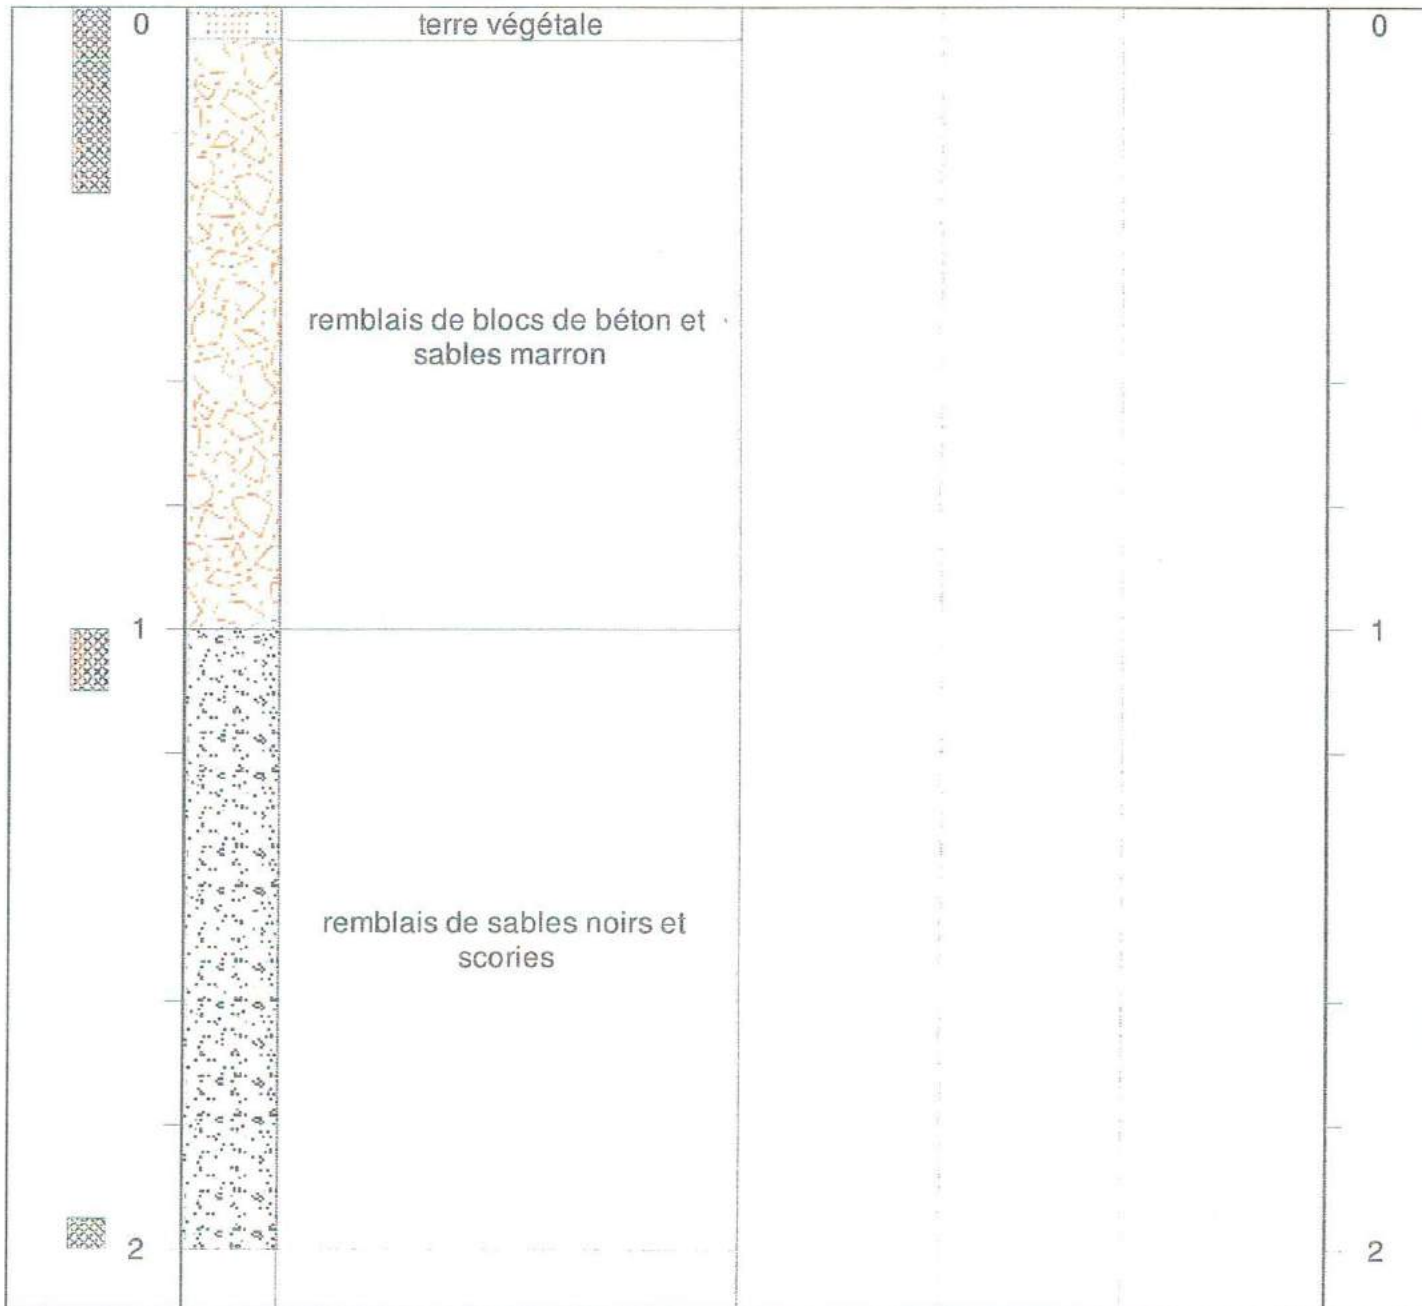 0 terre végétale 0
remblais de blocs de béton et
sables marron
1 1
remblais de sables noirs et
scories
2 2